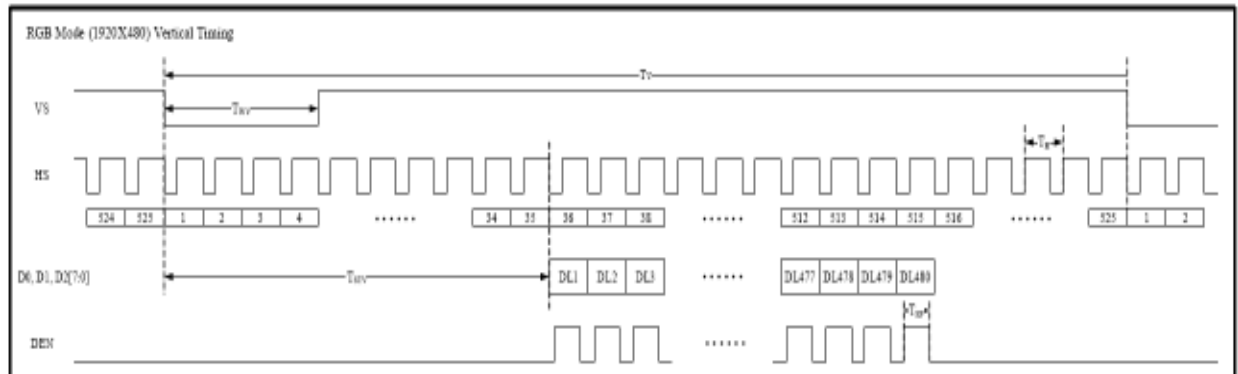 RGB Mode (1920X480) Vertical Timing
Tv
VS
HS
524 525 1 2 3 4 ...... 34 35 36 37 38 ...... 512 513 514 515 516 ...... 525 1 2
D0, D1, D2[7:0] DL1 DL2 DL3 ...... DL477 DL478 DL479 DL480
DEN ......